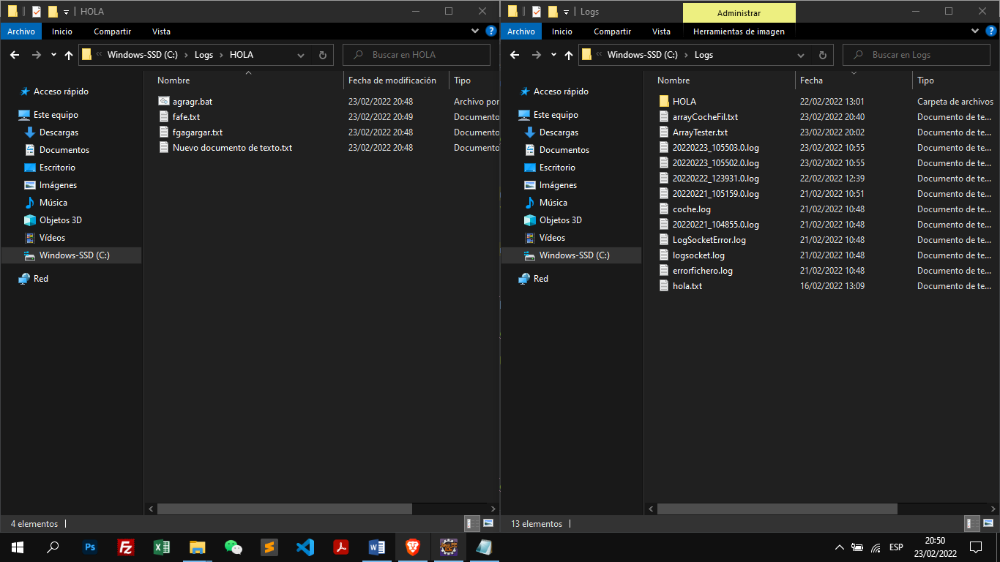 HOLA
Archivo Inicio Compartir Vista
Windows-SSD (C:) Logs HOLA
Buscar en HOLA
Nombre Fecha de modificación Tipo
Acceso rápido
Este equipo
Descargas
Documentos
Escritorio
Imágenes
Música
Objetos 3D
Vídeos
Windows-SSD (C:)
Red
agragr.bat 23/02/2022 20:48 Archivo por
fafe.txt 23/02/2022 20:49 Documento
fgagargar.txt 23/02/2022 20:48 Documento
Nuevo documento de texto.txt 23/02/2022 20:48 Documento
4 elementos
Logs
Administrar
Archivo Inicio Compartir Vista Herramientas de imagen
Windows-SSD (C:) Logs
Buscar en Logs
Nombre Fecha Tipo
Acceso rápido
Este equipo
Descargas
Documentos
Escritorio
Imágenes
Música
Objetos 3D
Vídeos
Windows-SSD (C:)
Red
HOLA 22/02/2022 13:01 Carpeta de archivos
arrayCocheFil.txt 23/02/2022 20:40 Documento de te...
ArrayTester.txt 23/02/2022 20:02 Documento de te...
20220223_105503.0.log 23/02/2022 10:55 Documento de te...
20220223_105502.0.log 23/02/2022 10:55 Documento de te...
20220222_123931.0.log 22/02/2022 12:39 Documento de te...
20220221_105159.0.log 21/02/2022 10:51 Documento de te...
coche.log 21/02/2022 10:48 Documento de te...
20220221_104855.0.log 21/02/2022 10:48 Documento de te...
LogSocketError.log 21/02/2022 10:48 Documento de te...
logsocket.log 21/02/2022 10:48 Documento de te...
errorfichero.log 21/02/2022 10:48 Documento de te...
hola.txt 16/02/2022 13:09 Documento de te...
13 elementos
Ps
ESP
20:50
23/02/2022